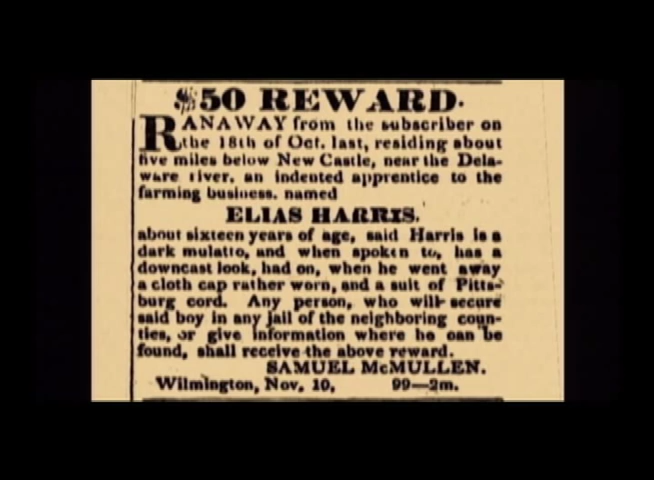 $50 REWARD.
RANAWAY from the subscriber on
the 18th of Oct. last, residing about
five miles below New Castle, near the Dela-
ware river, an indented apprentice to the
farming business, named
ELIAS HARRIS.
about sixteen years of age, said Harris is a
dark mulatto, and when spoken to, has a
downcast look, had on, when he went away
a cloth cap rather worn, and a suit of Pitts-
burg cord. Any person, who will secure
said boy in any jail of the neighboring coun-
ties, or give information where he can be
found, shall receive the above reward.
SAMUEL McMULLEN.
Wilmington, Nov. 10, 99—2m.